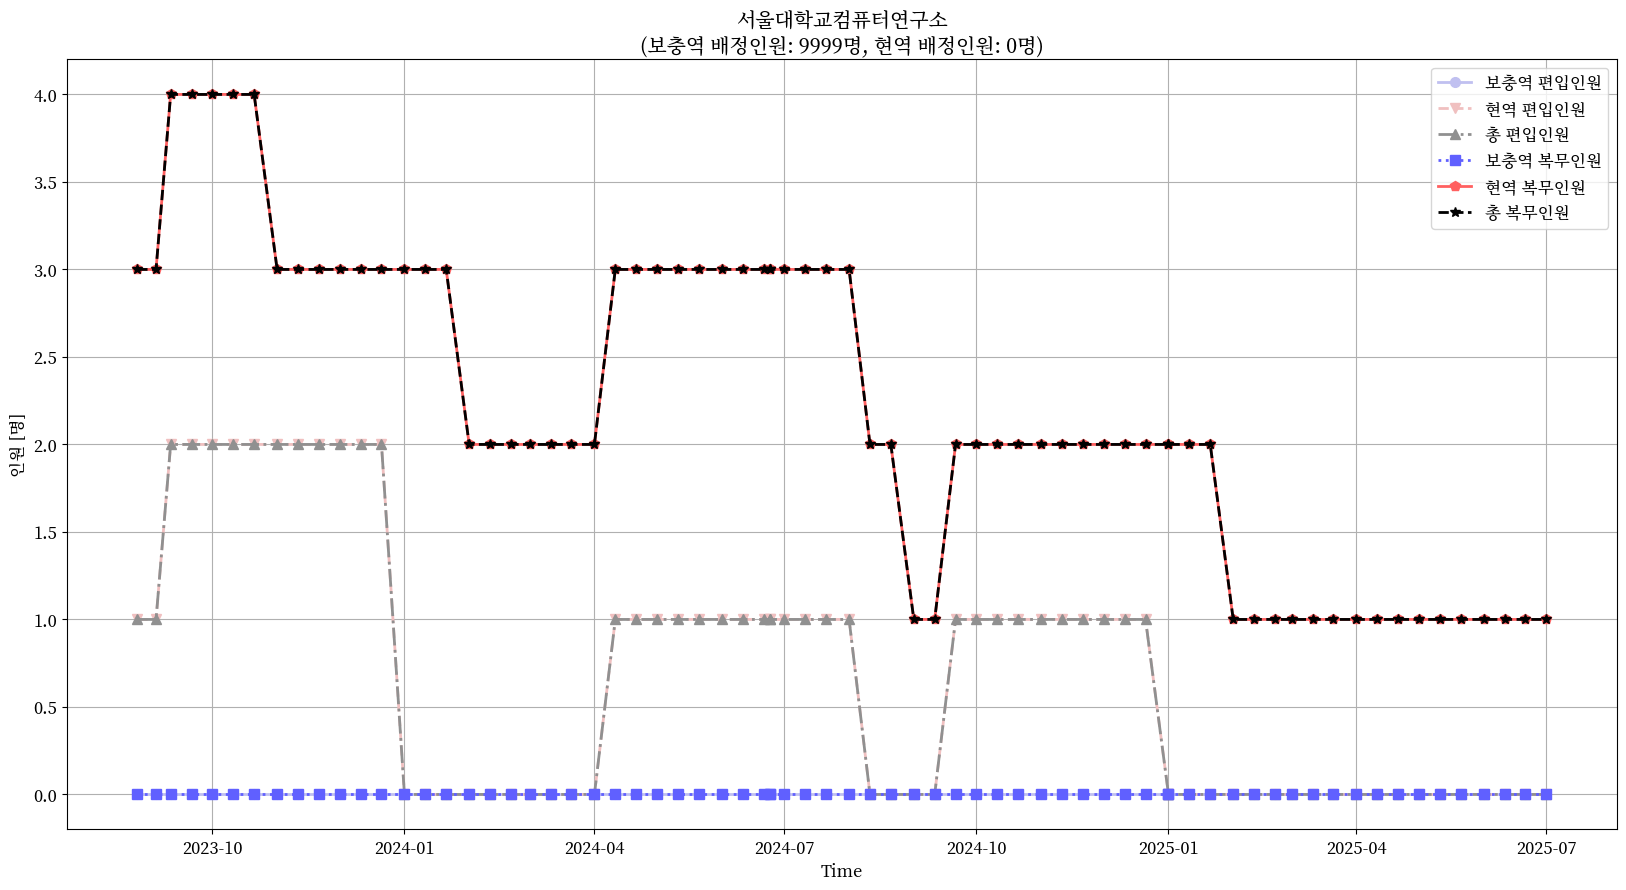 서울대학교컴퓨터연구소
(보충역 배정인원: 9999명, 현역 배정인원: 0명)
보충역 편입인원
현역 편입인원
총 편입인원
보충역 복무인원
현역 복무인원
총 복무인원
4.0
3.5
3.0
2.5
2.0
1.5
1.0
0.5
0.0
인원 [명]
2023-10
2024-01
2024-04
2024-07
2024-10
2025-01
2025-04
2025-07
Time